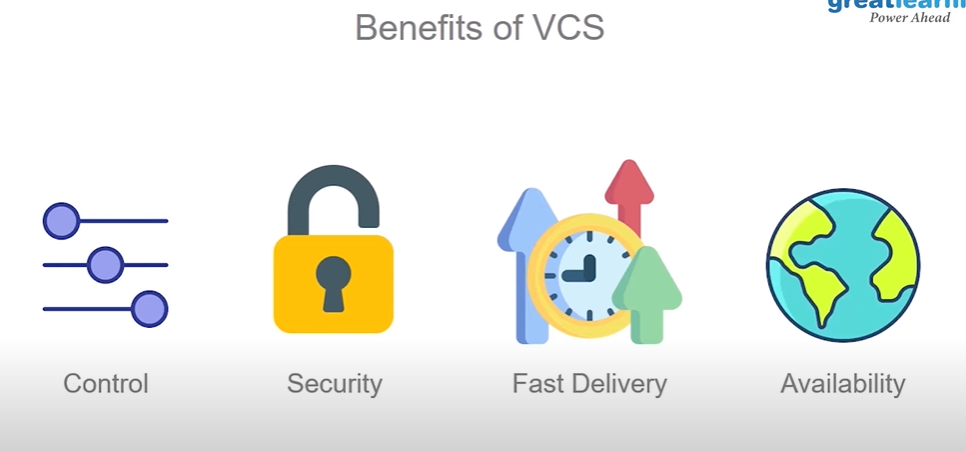 Power Ahead
Benefits of VCS
Control
Security
Fast Delivery
Availability